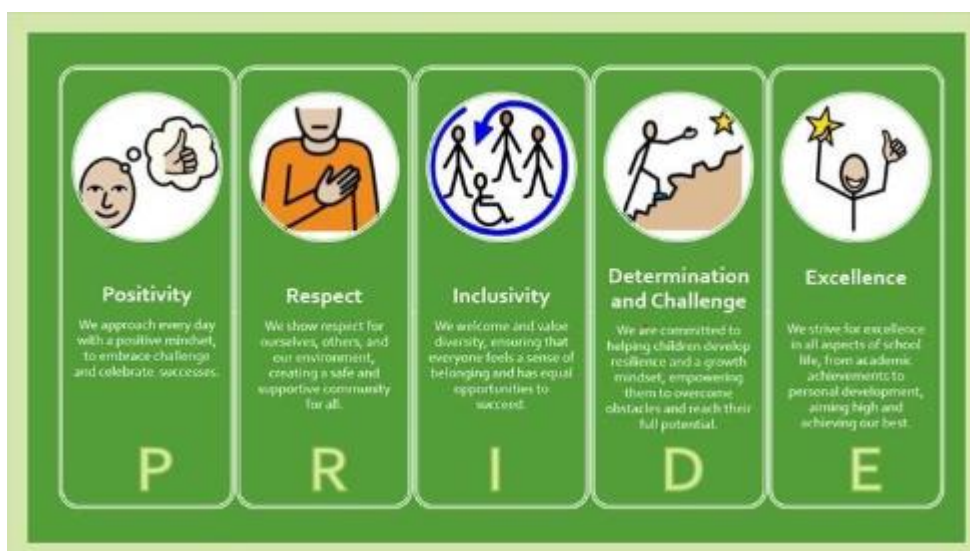 Positivity
We approach every day
with a positive mindset,
to embrace challenge
and celebrate successes.
P
Respect
We show respect for
ourselves, others, and
our environment,
creating a safe and
supportive community
for all.
R
Inclusivity
We welcome and value
diversity, ensuring that
everyone feels a sense of
belonging and has equal
opportunities to
succeed.
I
Determination
and Challenge
We are committed to
helping children develop
resilience and a growth
mindset, empowering
them to overcome
obstacles and reach their
full potential.
D
Excellence
We strive for excellence
in all aspects of school
life, from academic
achievements to
personal development,
aiming high and
achieving our best.
E